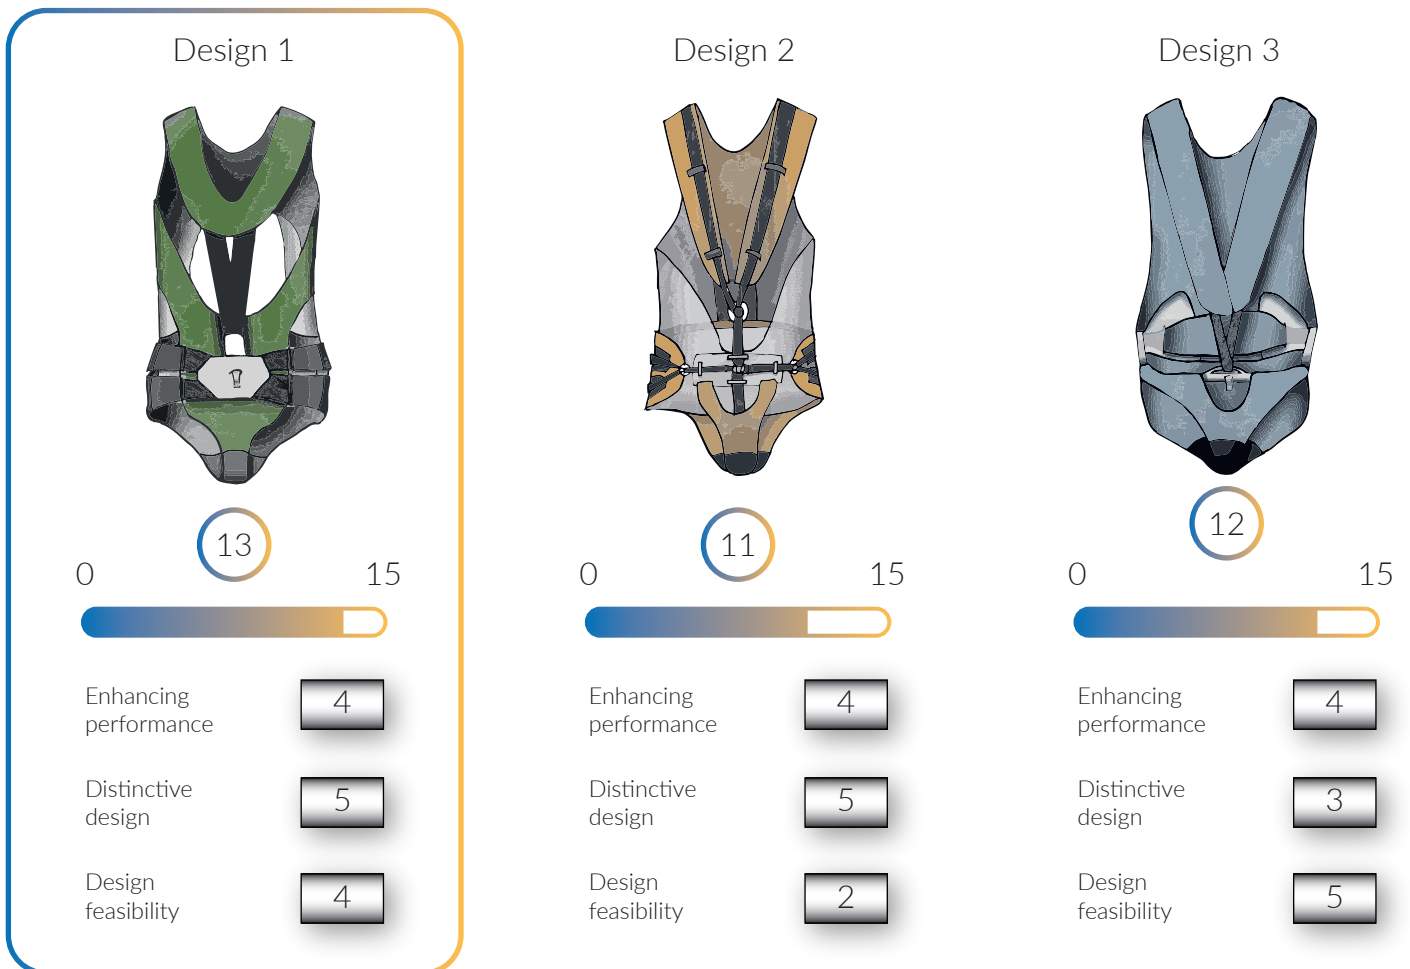 Design 1
13
0
15
Enhancing
performance
4
Distinctive
design
5
Design
feasibility
4
Design 2
11
0
15
Enhancing
performance
4
Distinctive
design
5
Design
feasibility
2
Design 3
12
0
15
Enhancing
performance
4
Distinctive
design
3
Design
feasibility
5